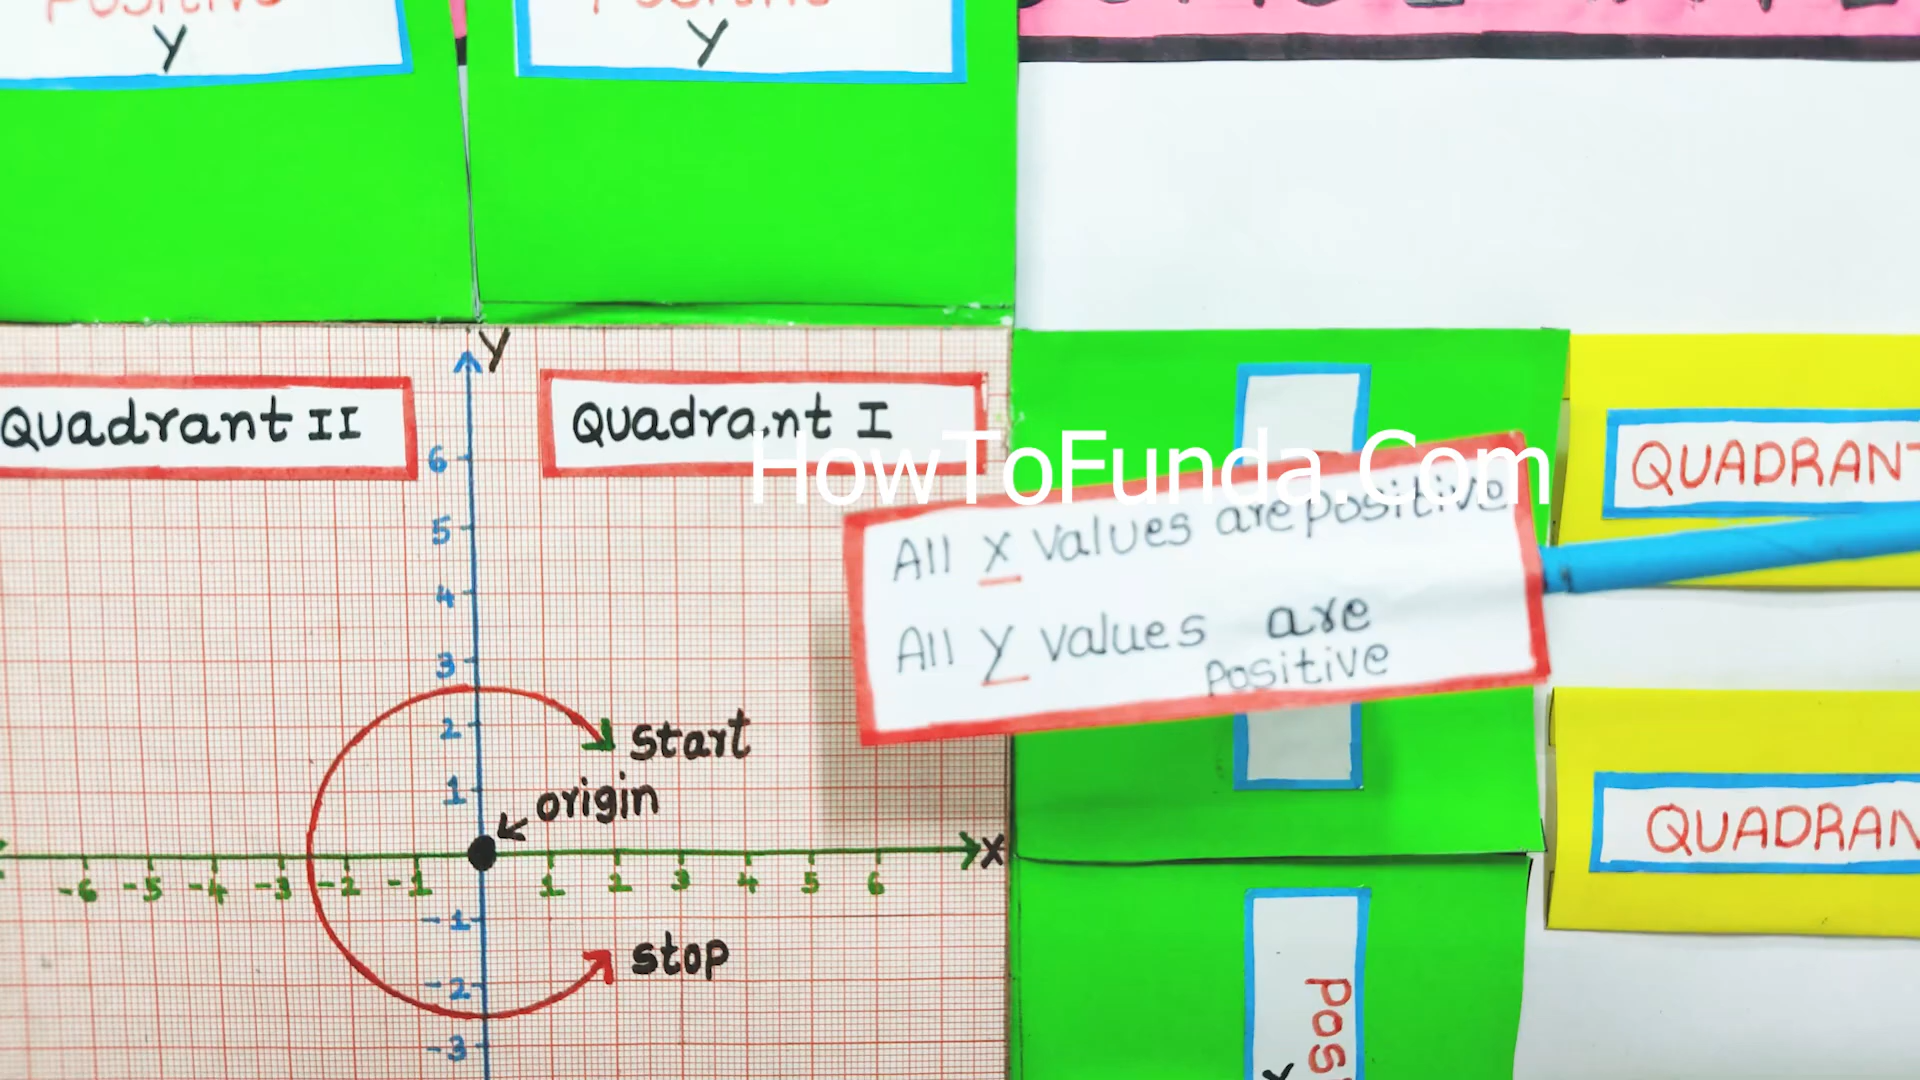 Positive
y
Positive
y
Y
Quadrant II
Quadrant I
HowToFunda.Com
QUADRANT
All x values are positive
All y values are
positive
6
5
4
3
2
1
start
origin
X
-6 -5 -4 -3 -2 -1 1 2 3 4 5 6
QUADRAN
-1
stop
-2
-3
POS
x